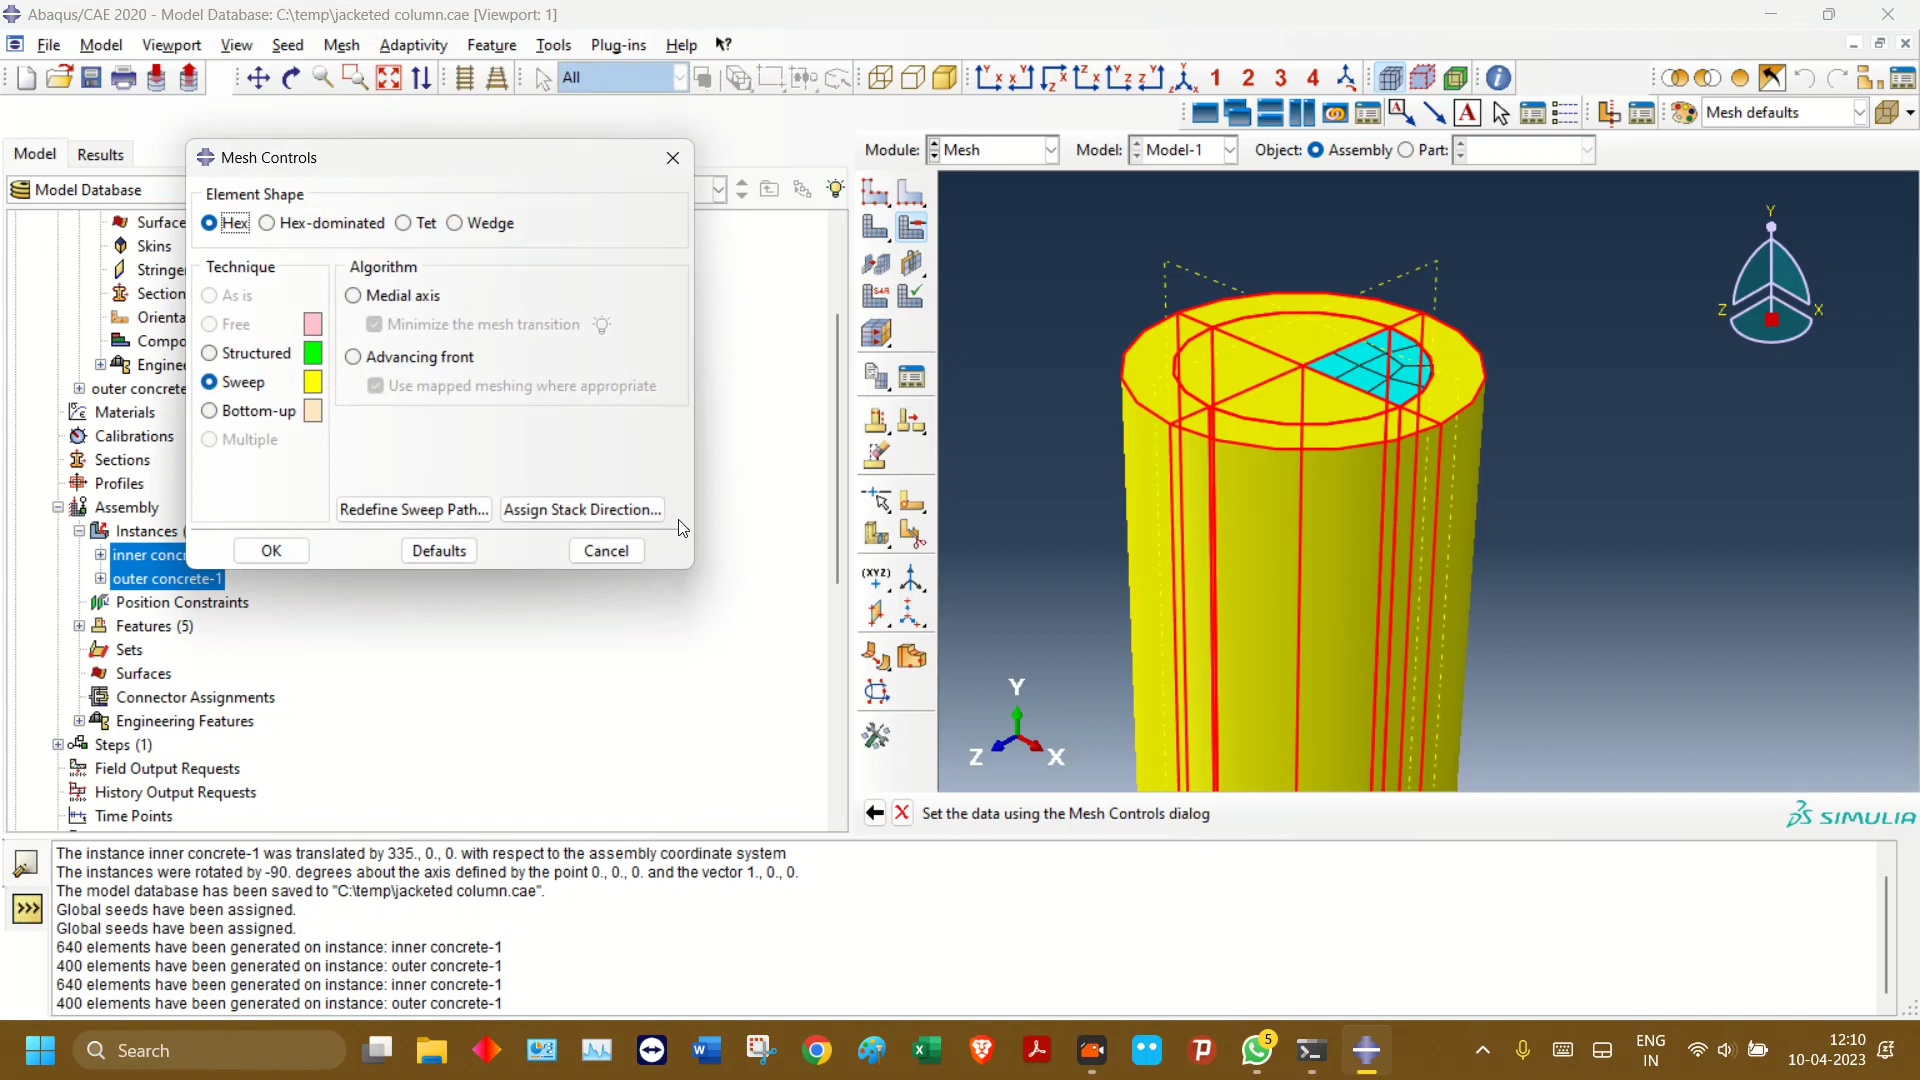 Abaqus/CAE 2020 - Model Database: C:\temp\jacketed column.cae [Viewport: 1]
File Model Viewport View Seed Mesh Adaptivity Feature Tools Plug-ins Help
All
1 2 3 4
Mesh defaults
Model Results
Module: Mesh Model: Model-1 Object: Assembly Part:
Model Database
Mesh Controls
Element Shape
Hex Hex-dominated Tet Wedge
Technique
As is
Free
Structured
Sweep
Bottom-up
Multiple
Algorithm
Medial axis
Minimize the mesh transition
Advancing front
Use mapped meshing where appropriate
Redefine Sweep Path... Assign Stack Direction...
OK Defaults Cancel
Surface
Skins
Stringe
Section
Orienta
Compo
Engine
outer concrete
Materials
Calibrations
Sections
Profiles
Assembly
Instances (
inner concr
outer concrete-1
Position Constraints
Features (5)
Sets
Surfaces
Connector Assignments
Engineering Features
Steps (1)
Field Output Requests
History Output Requests
Time Points
S4R
(XYZ)
Y
Z X
Y
Z X
Set the data using the Mesh Controls dialog
SIMULIA
The instance inner concrete-1 was translated by 335., 0., 0. with respect to the assembly coordinate system
The instances were rotated by -90. degrees about the axis defined by the point 0., 0., 0. and the vector 1., 0., 0.
The model database has been saved to "C:\temp\jacketed column.cae".
Global seeds have been assigned.
Global seeds have been assigned.
640 elements have been generated on instance: inner concrete-1
400 elements have been generated on instance: outer concrete-1
640 elements have been generated on instance: inner concrete-1
400 elements have been generated on instance: outer concrete-1
Search
5
ENG
IN
12:10
10-04-2023